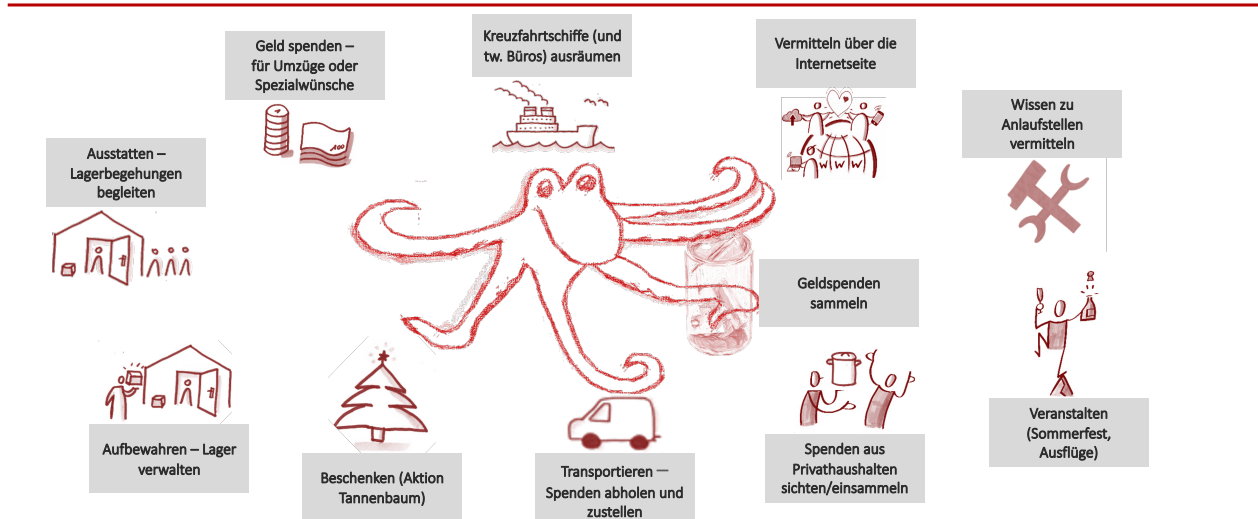 Geld spenden –
für Umzüge oder
Spezialwünsche
Kreuzfahrtschiffe (und
tw. Büros) ausräumen
Vermitteln über die
Internetseite
Wissen zu
Anlaufstellen
vermitteln
Ausstatten –
Lagerbegehungen
begleiten
100
W W W
Geldspenden
sammeln
Aufbewahren – Lager
verwalten
Beschenken (Aktion
Tannenbaum)
Transportieren —
Spenden abholen und
zustellen
Spenden aus
Privathaushalten
sichten/einsammeln
Veranstalten
(Sommerfest,
Ausflüge)